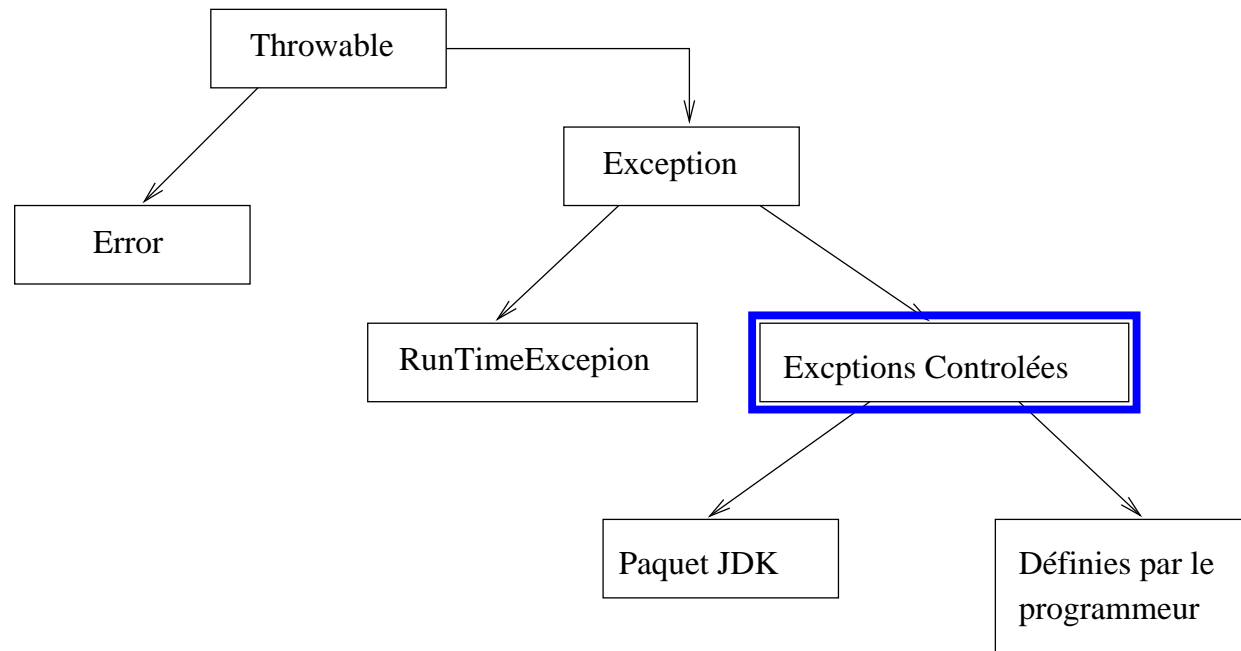 Throwable
Exception
Error
RunTimeExcepion
Excptions Controlées
Paquet JDK
Définies par le
programmeur